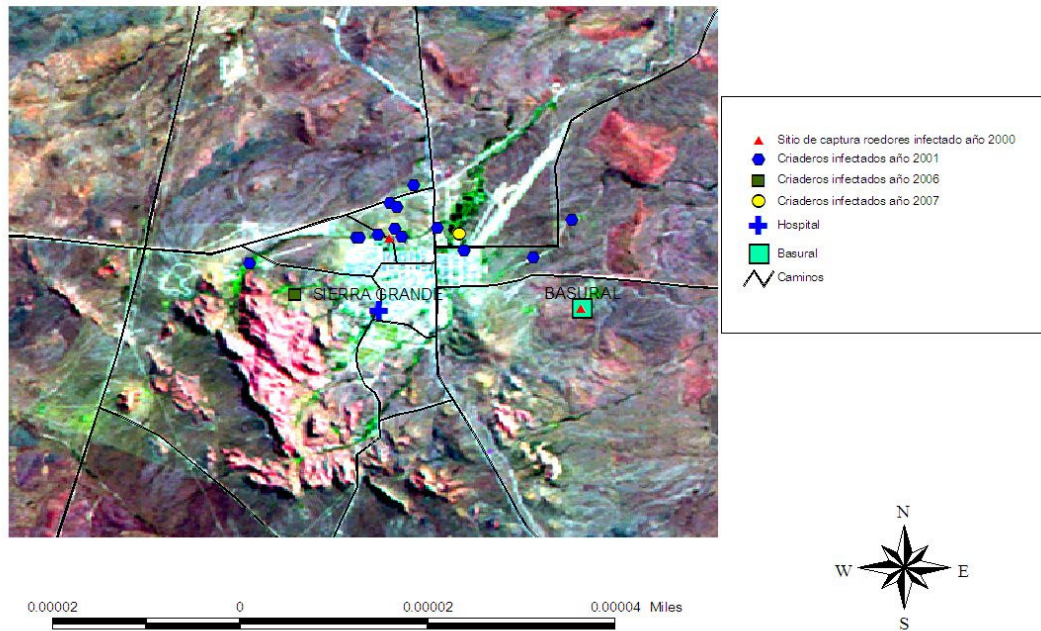 Sitio de captura roedores infectado año 2000
Criaderos infectados año 2001
Criaderos infectados año 2006
Criaderos infectados año 2007
Hospital
Basural
Caminos
SIERRA GRANDE
BASURAL
N
W
E
S
0.00002 0 0.00002 0.00004 Miles